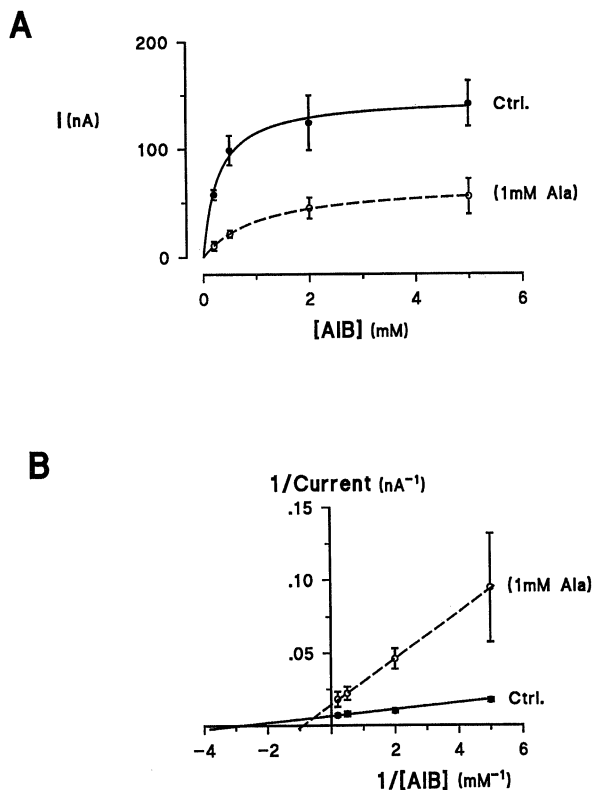 A
200
I (nA)
Ctrl.
100
(1mM Ala)
0
0 2 4 6
[AIB] (mM)
B
1/Current (nA⁻¹)
.15
.10
(1mM Ala)
.05
Ctrl.
−4 −2 2 4 6
1/[AIB] (mM⁻¹)